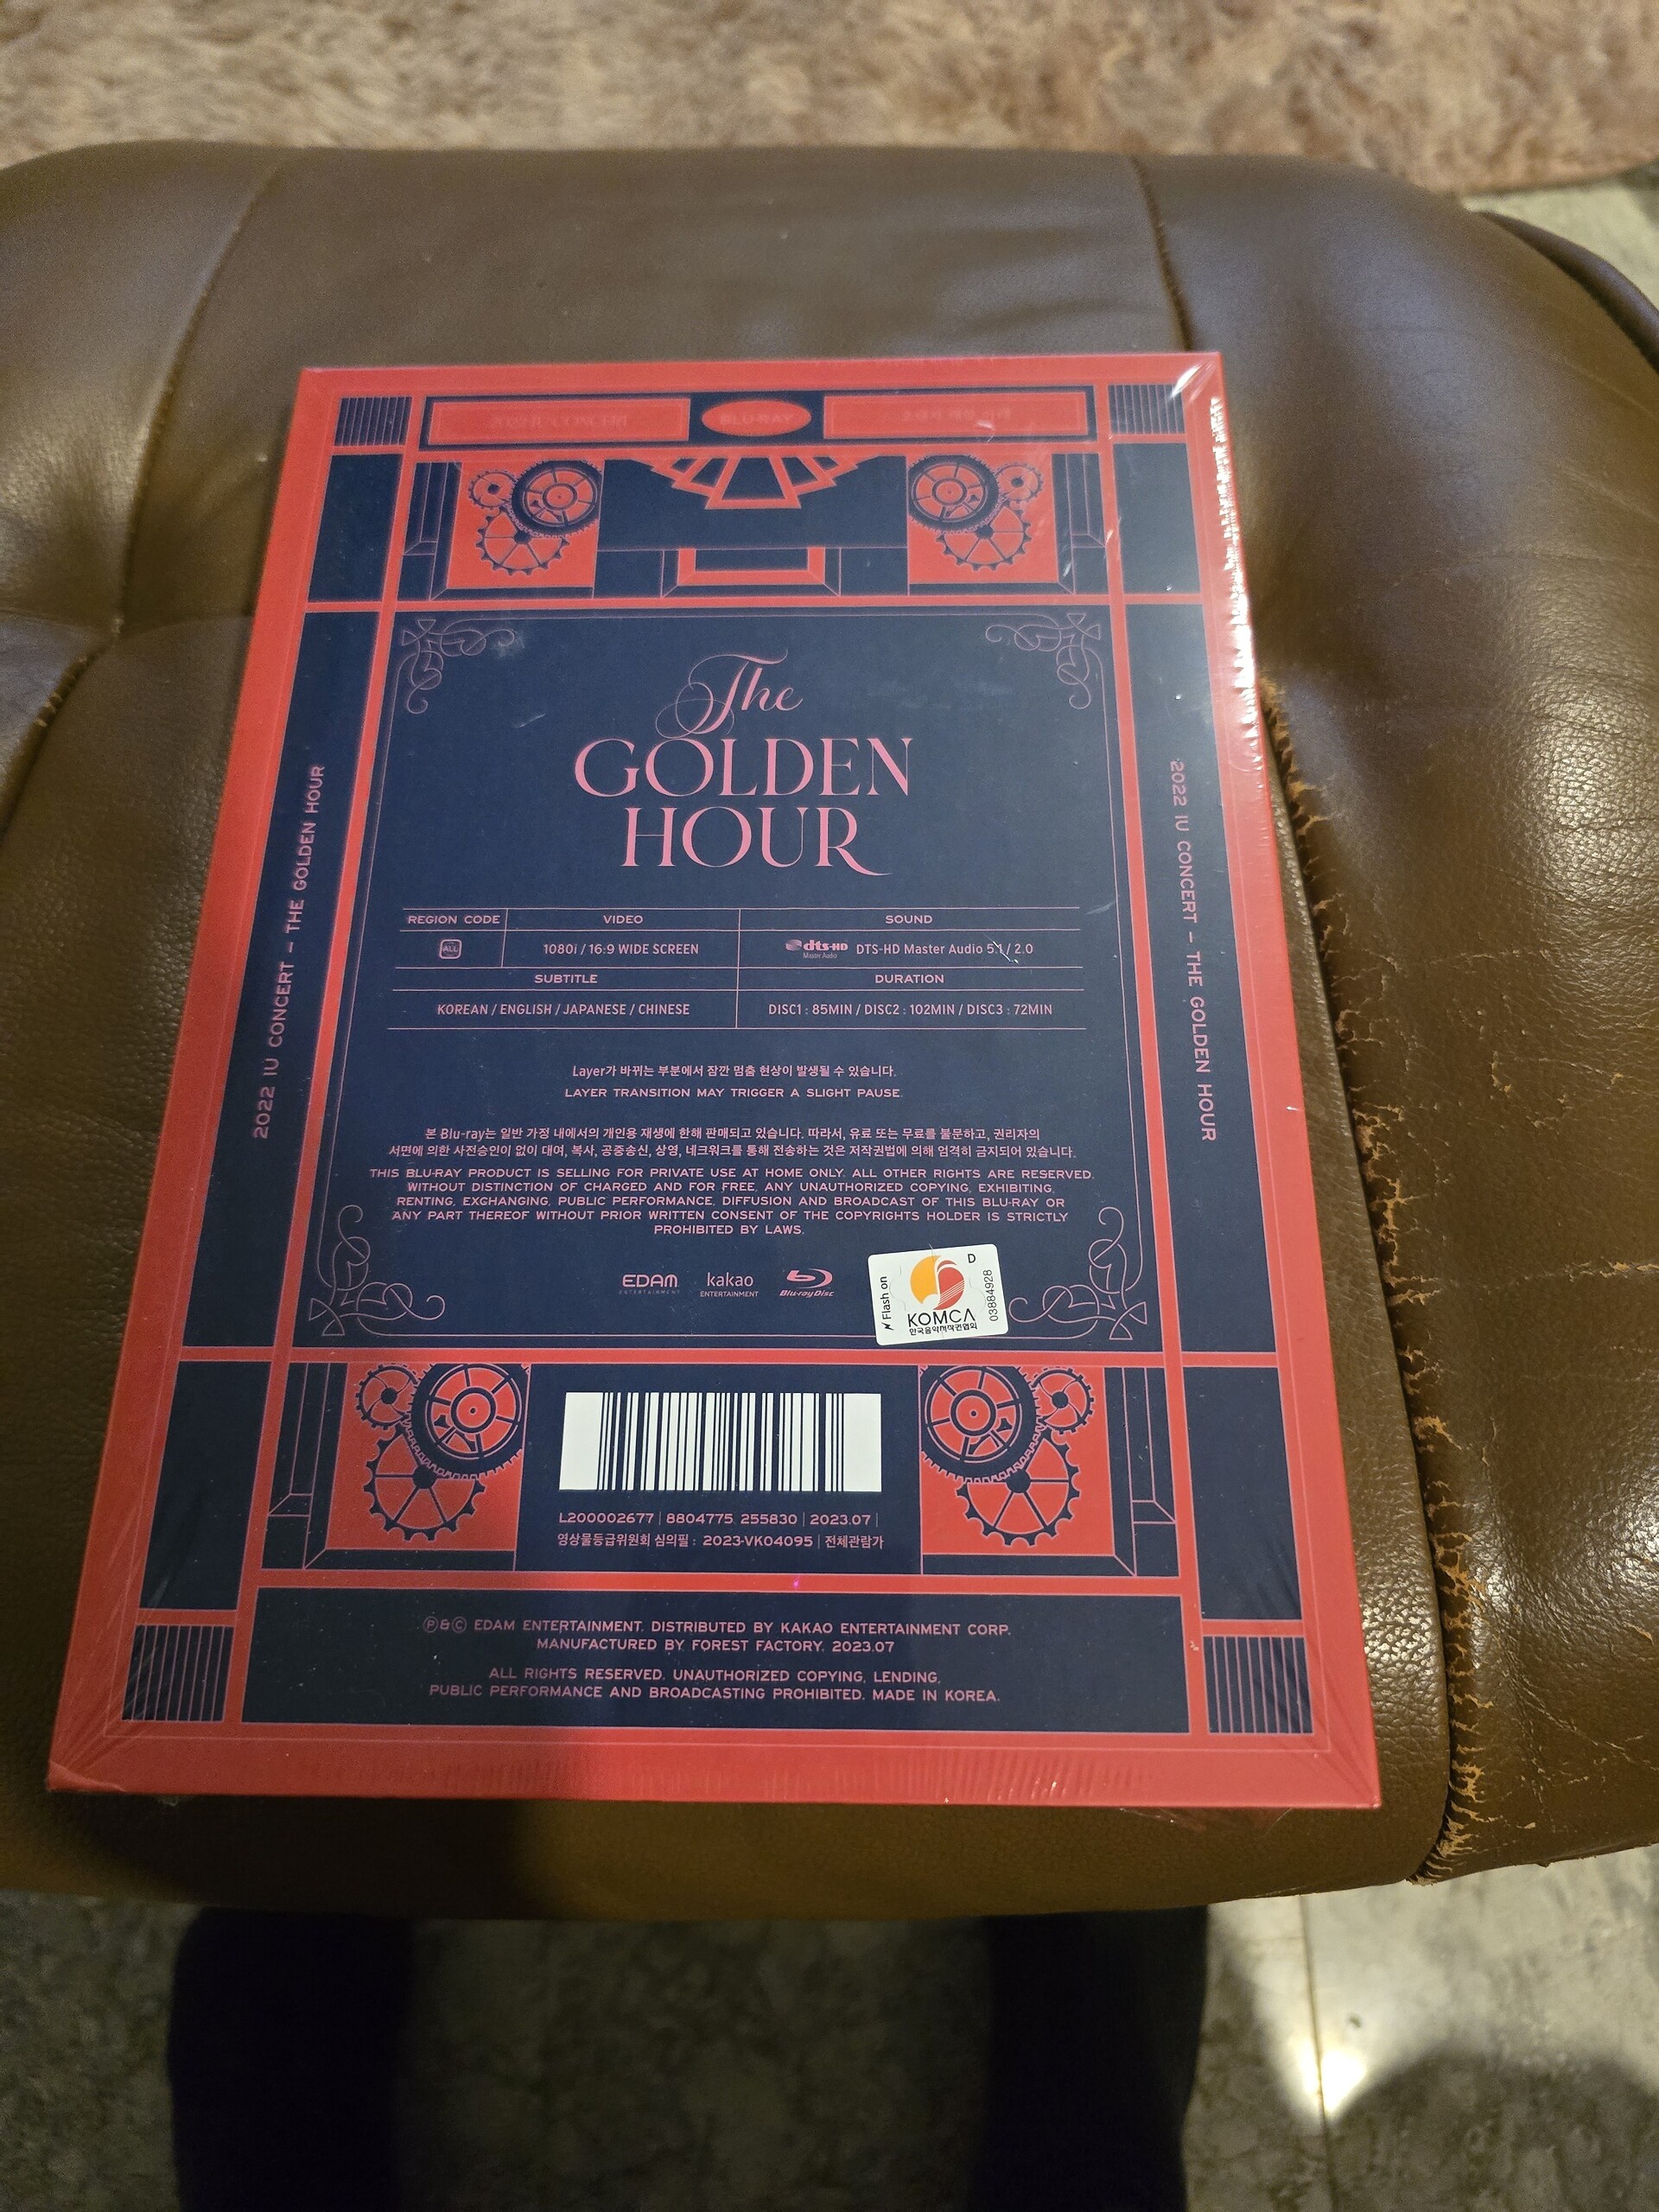 2022 IU CONCERT
BLU-RAY
The
GOLDEN
HOUR
2022 IU CONCERT – THE GOLDEN HOUR
2022 IU CONCERT – THE GOLDEN HOUR
REGION CODE VIDEO SOUND
ALL 1080i / 16:9 WIDE SCREEN dts-HD Master Audio DTS-HD Master Audio 5.1 / 2.0
SUBTITLE DURATION
KOREAN / ENGLISH / JAPANESE / CHINESE DISC1 : 85MIN / DISC2 : 102MIN / DISC3 : 72MIN
Layer가 바뀌는 부분에서 잠깐 멈춤 현상이 발생될 수 있습니다.
LAYER TRANSITION MAY TRIGGER A SLIGHT PAUSE.
본 Blu-ray는 일반 가정 내에서의 개인용 재생에 한해 판매되고 있습니다. 따라서, 유료 또는 무료를 불문하고, 권리자의
서면에 의한 사전승인이 없이 대여, 복사, 공중송신, 상영, 네크워크를 통해 전송하는 것은 저작권법에 의해 엄격히 금지되어 있습니다.
THIS BLU-RAY PRODUCT IS SELLING FOR PRIVATE USE AT HOME ONLY. ALL OTHER RIGHTS ARE RESERVED.
WITHOUT DISTINCTION OF CHARGED AND FOR FREE, ANY UNAUTHORIZED COPYING, EXHIBITING,
RENTING, EXCHANGING, PUBLIC PERFORMANCE, DIFFUSION AND BROADCAST OF THIS BLU-RAY OR
ANY PART THEREOF WITHOUT PRIOR WRITTEN CONSENT OF THE COPYRIGHTS HOLDER IS STRICTLY
PROHIBITED BY LAWS.
EDAM ENTERTAINMENT
kakao ENTERTAINMENT
Blu-ray Disc
Flash on
D
KOMCA
한국음악저작권협회
03884928
L200002677 | 8804775 255830 | 2023.07 |
영상물등급위원회 심의필 : 2023-VK04095 | 전체관람가
Ⓟ&Ⓒ EDAM ENTERTAINMENT. DISTRIBUTED BY KAKAO ENTERTAINMENT CORP.
MANUFACTURED BY FOREST FACTORY. 2023.07
ALL RIGHTS RESERVED. UNAUTHORIZED COPYING, LENDING,
PUBLIC PERFORMANCE AND BROADCASTING PROHIBITED. MADE IN KOREA.